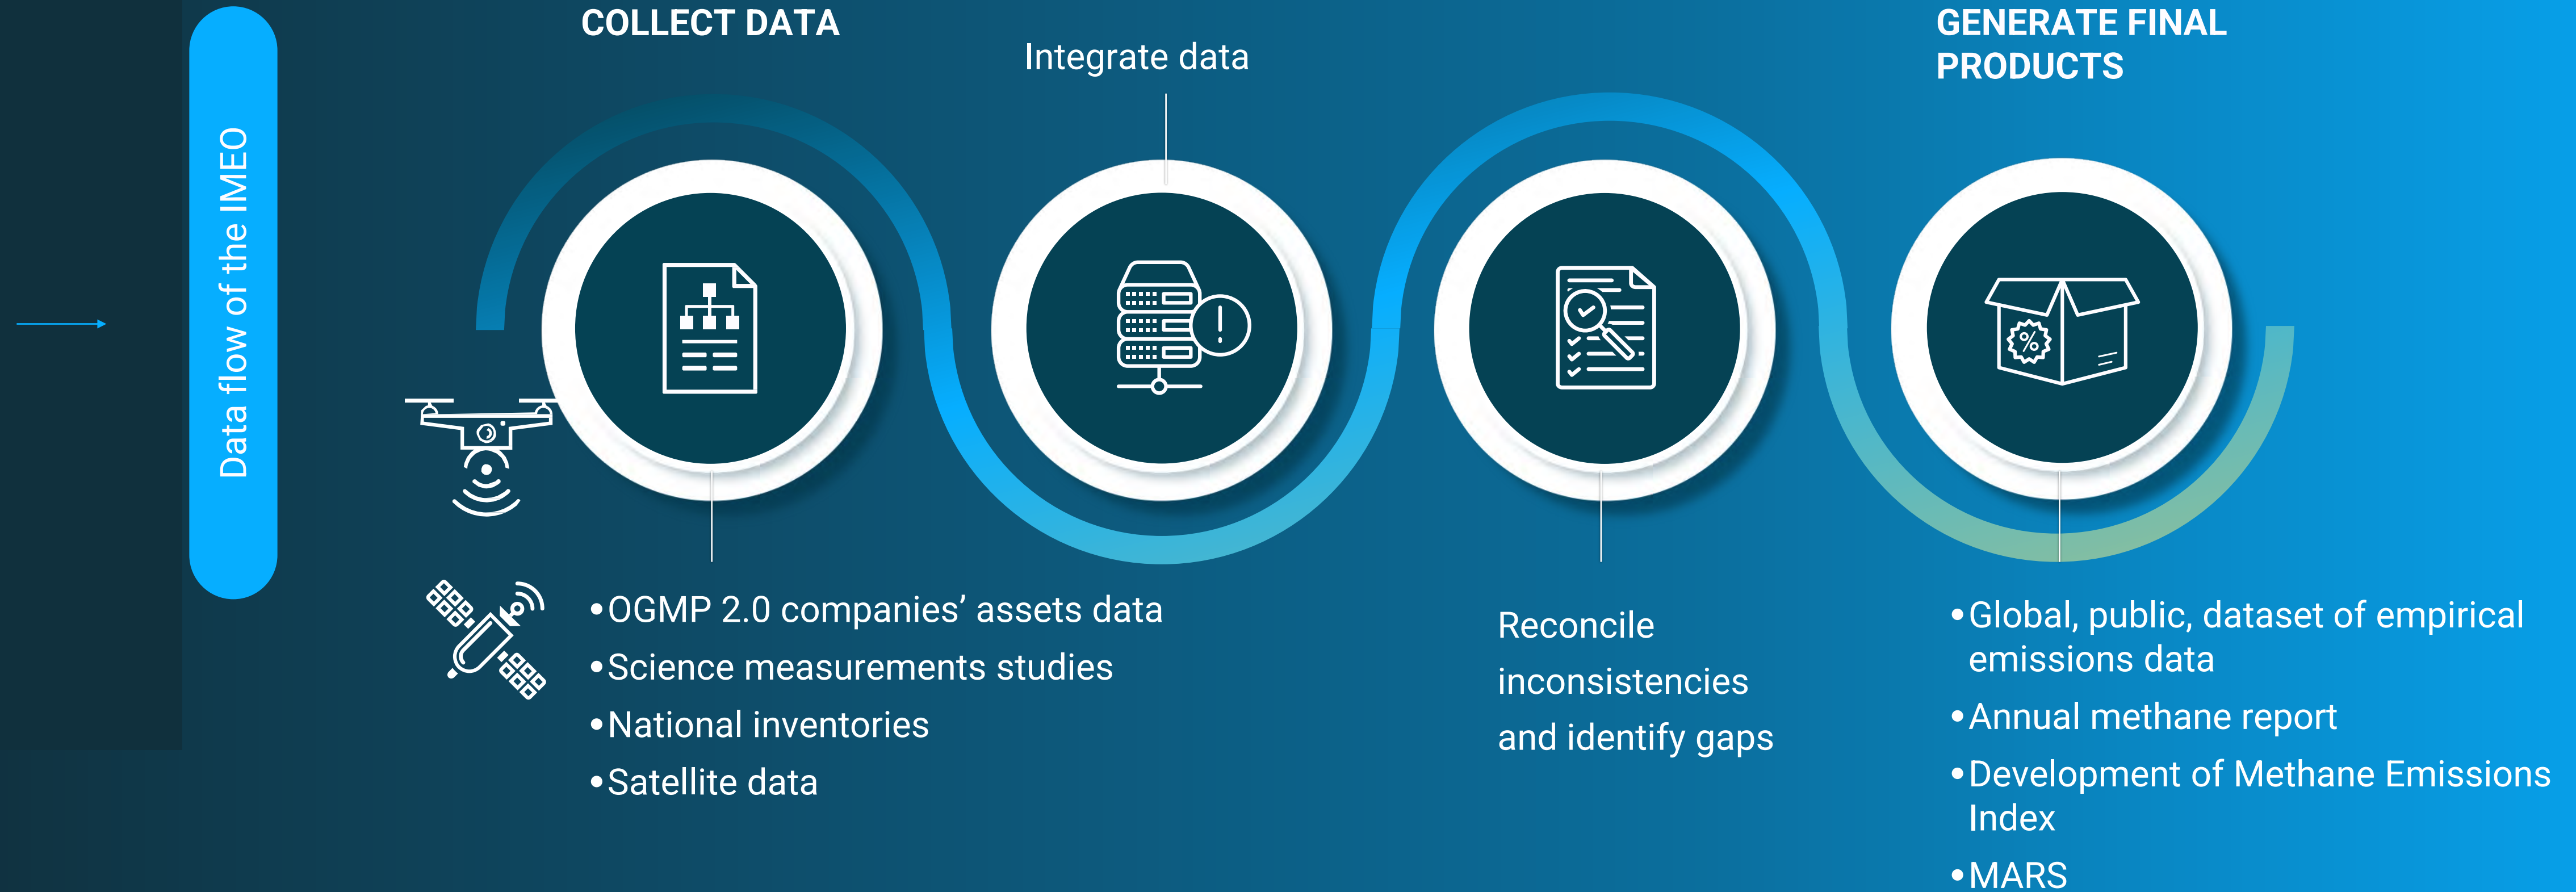 Data flow of the IMEO
COLLECT DATA
Integrate data
GENERATE FINAL
PRODUCTS
%
•OGMP 2.0 companies’ assets data
•Science measurements studies
•National inventories
•Satellite data
Reconcile
inconsistencies
and identify gaps
•Global, public, dataset of empirical
emissions data
•Annual methane report
•Development of Methane Emissions
Index
•MARS